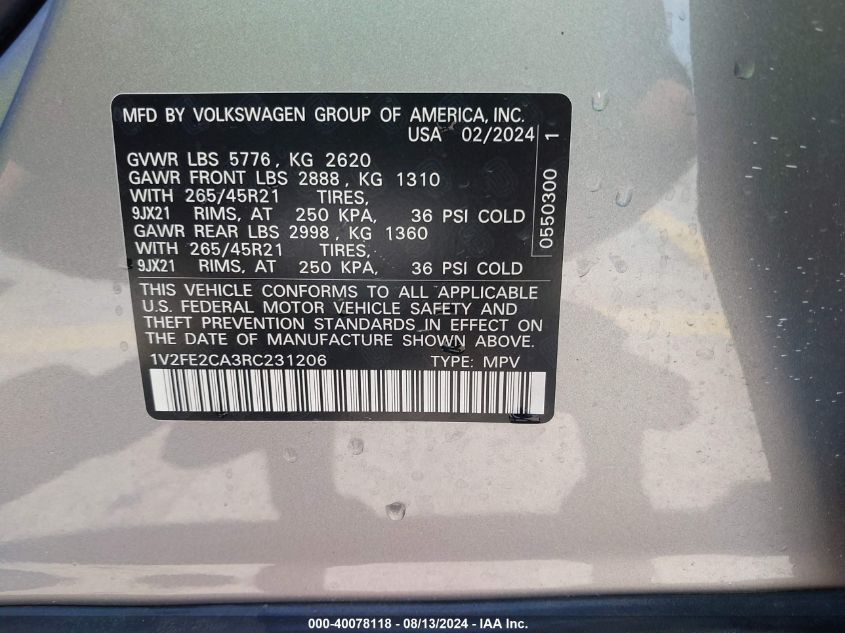 MFD BY VOLKSWAGEN GROUP OF AMERICA, INC.
USA 02/2024
GVWR LBS 5776, KG 2620
GAWR FRONT LBS 2888, KG 1310
WITH 265/45R21 TIRES,
9JX21 RIMS, AT 250 KPA, 36 PSI COLD
GAWR REAR LBS 2998, KG 1360
WITH 265/45R21 TIRES,
9JX21 RIMS, AT 250 KPA, 36 PSI COLD
0550300 1
THIS VEHICLE CONFORMS TO ALL APPLICABLE
U.S. FEDERAL MOTOR VEHICLE SAFETY AND
THEFT PREVENTION STANDARDS IN EFFECT ON
THE DATE OF MANUFACTURE SHOWN ABOVE.
1V2FE2CA3RC231206 TYPE: MPV
000-40078118 - 08/13/2024 - IAA Inc.